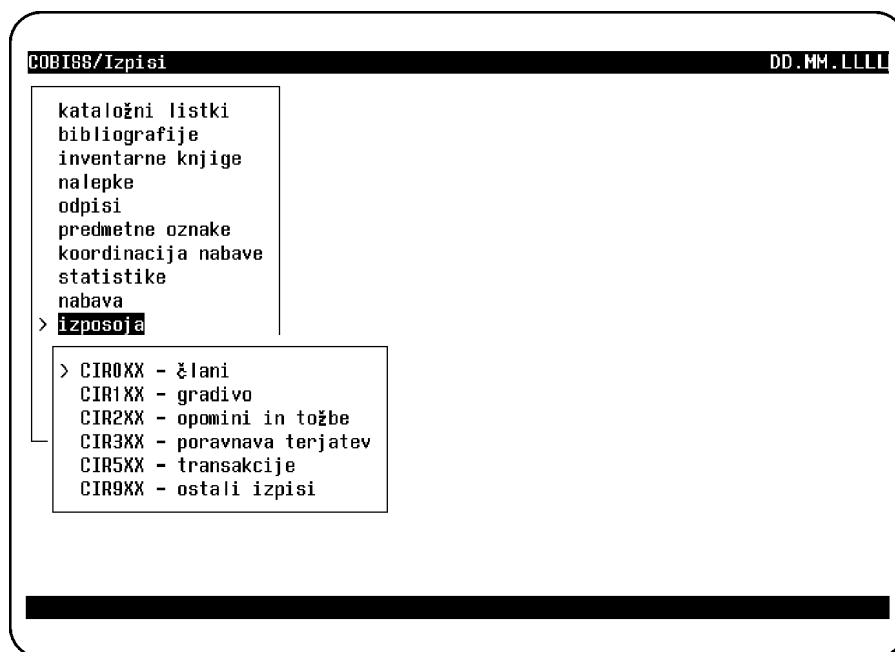 COBISS/Izpisi DD.MM.LLLL
kataložni listki
bibliografije
inventarne knjige
nalepke
odpisi
predmetne oznake
koordinacija nabave
statistike
nabava
> izposoja
> CIR0XX - člani
CIR1XX - gradivo
CIR2XX - opomini in tožbe
CIR3XX - poravnava terjatev
CIR5XX - transakcije
CIR9XX - ostali izpisi